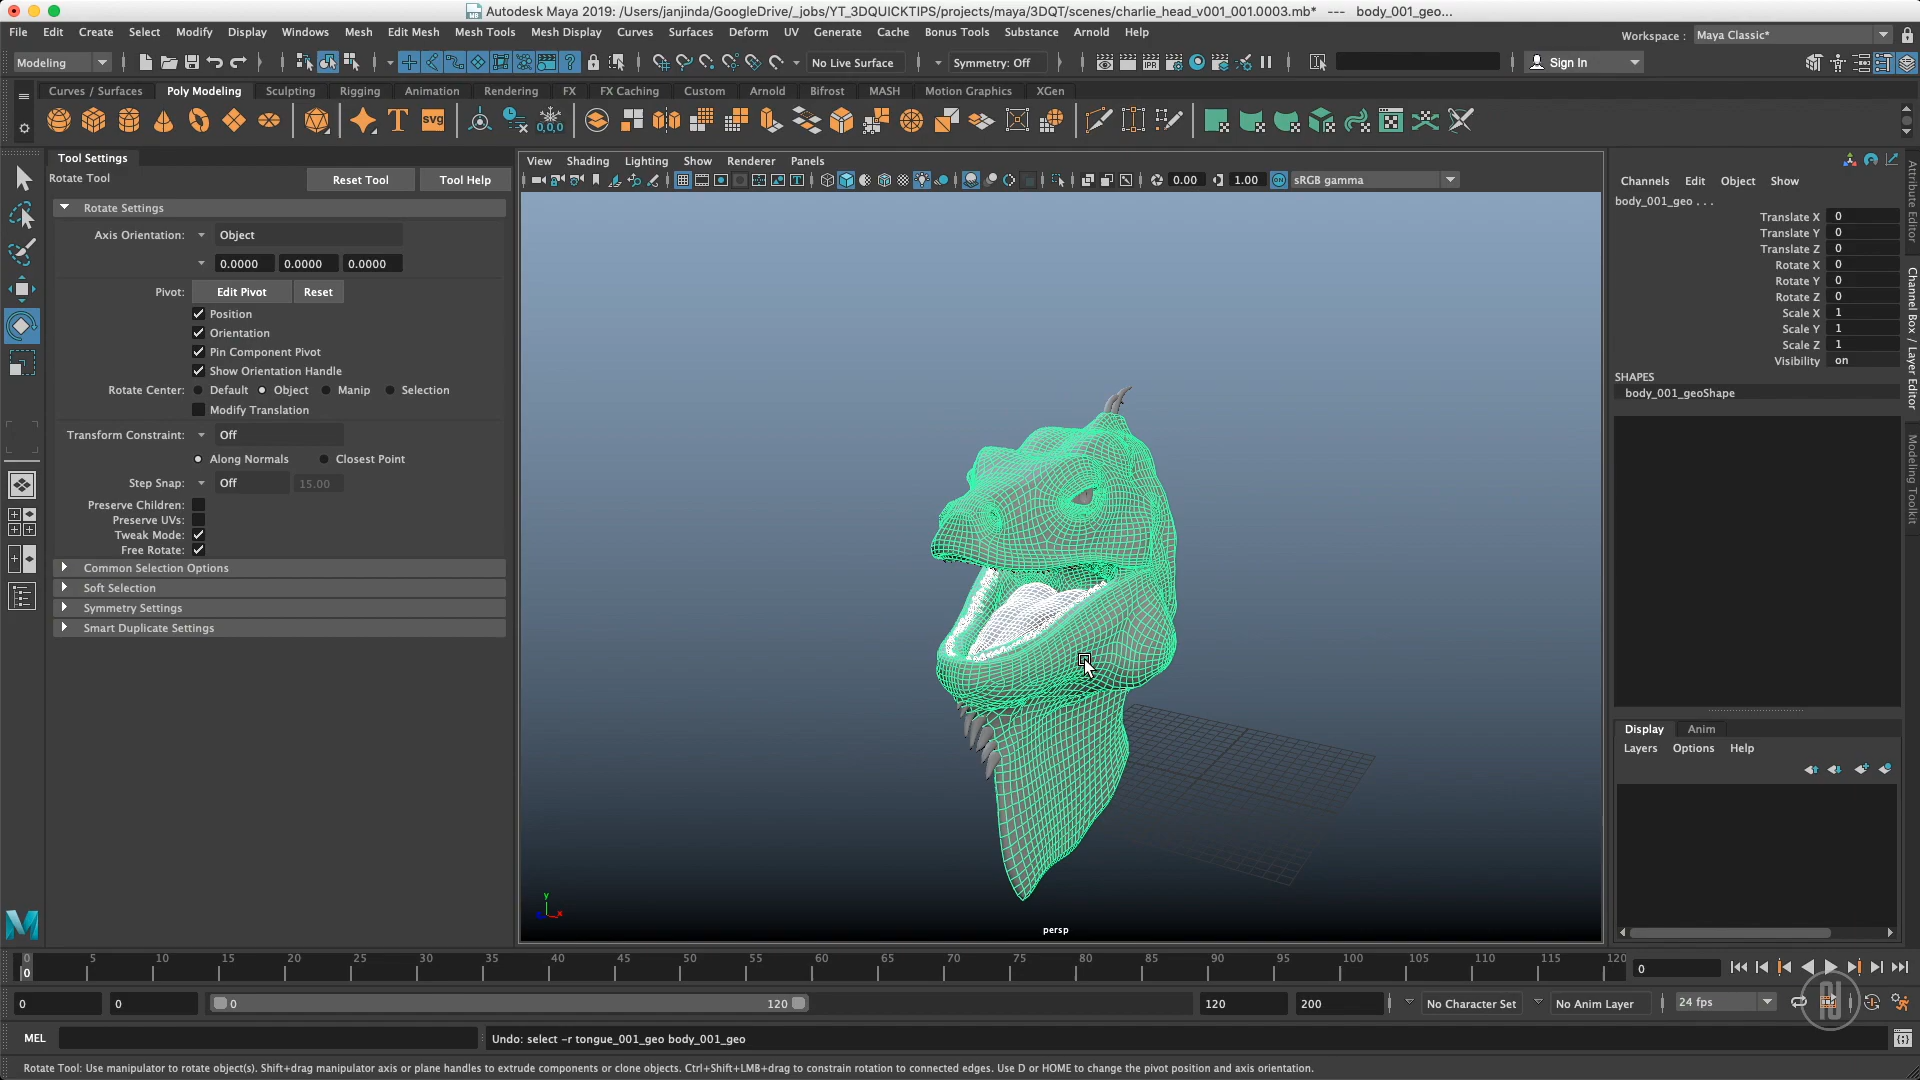 Autodesk Maya 2019: /Users/janjinda/GoogleDrive/_jobs/YT_3DQUICKTIPS/projects/maya/3DQT/scenes/charlie_head_v001_001.0003.mb* --- body_001_geo...
File Edit Create Select Modify Display Windows Mesh Edit Mesh Mesh Tools Mesh Display Curves Surfaces Deform UV Generate Cache Bonus Tools Substance Arnold Help
Workspace : Maya Classic*
Modeling No Live Surface Symmetry: Off Sign In
Curves / Surfaces Poly Modeling Sculpting Rigging Animation Rendering FX FX Caching Custom Arnold Bifrost MASH Motion Graphics XGen
T svg 0,0,0
Tool Settings
Rotate Tool Reset Tool Tool Help
Rotate Settings
Axis Orientation: Object
0.0000 0.0000 0.0000
Pivot: Edit Pivot Reset
Position
Orientation
Pin Component Pivot
Show Orientation Handle
Rotate Center: Default Object Manip Selection
Modify Translation
Transform Constraint: Off
Along Normals Closest Point
Step Snap: Off 15.00
Preserve Children:
Preserve UVs:
Tweak Mode:
Free Rotate:
Common Selection Options
Soft Selection
Symmetry Settings
Smart Duplicate Settings
View Shading Lighting Show Renderer Panels
0.00 1.00 ON sRGB gamma
y
x
persp
Channels Edit Object Show
body_001_geo . . .
Translate X 0
Translate Y 0
Translate Z 0
Rotate X 0
Rotate Y 0
Rotate Z 0
Scale X 1
Scale Y 1
Scale Z 1
Visibility on
SHAPES
body_001_geoShape
Attribute Editor
Channel Box / Layer Editor
Modeling Toolkit
Display Anim
Layers Options Help
0 5 10 15 20 25 30 35 40 45 50 55 60 65 70 75 80 85 90 95 100 105 110 115 120
0 0
0 0 0 120 120 200 No Character Set No Anim Layer 24 fps
MEL Undo: select -r tongue_001_geo body_001_geo
Rotate Tool: Use manipulator to rotate object(s). Shift+drag manipulator axis or plane handles to extrude components or clone objects. Ctrl+Shift+LMB+drag to constrain rotation to connected edges. Use D or HOME to change the pivot position and axis orientation.